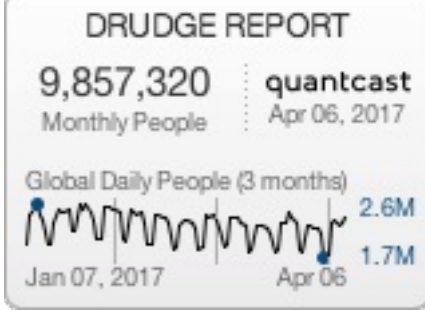 DRUDGE REPORT
9,857,320
Monthly People
quantcast
Apr 06, 2017
Global Daily People (3 months)
2.6M
1.7M
Jan 07, 2017
Apr 06